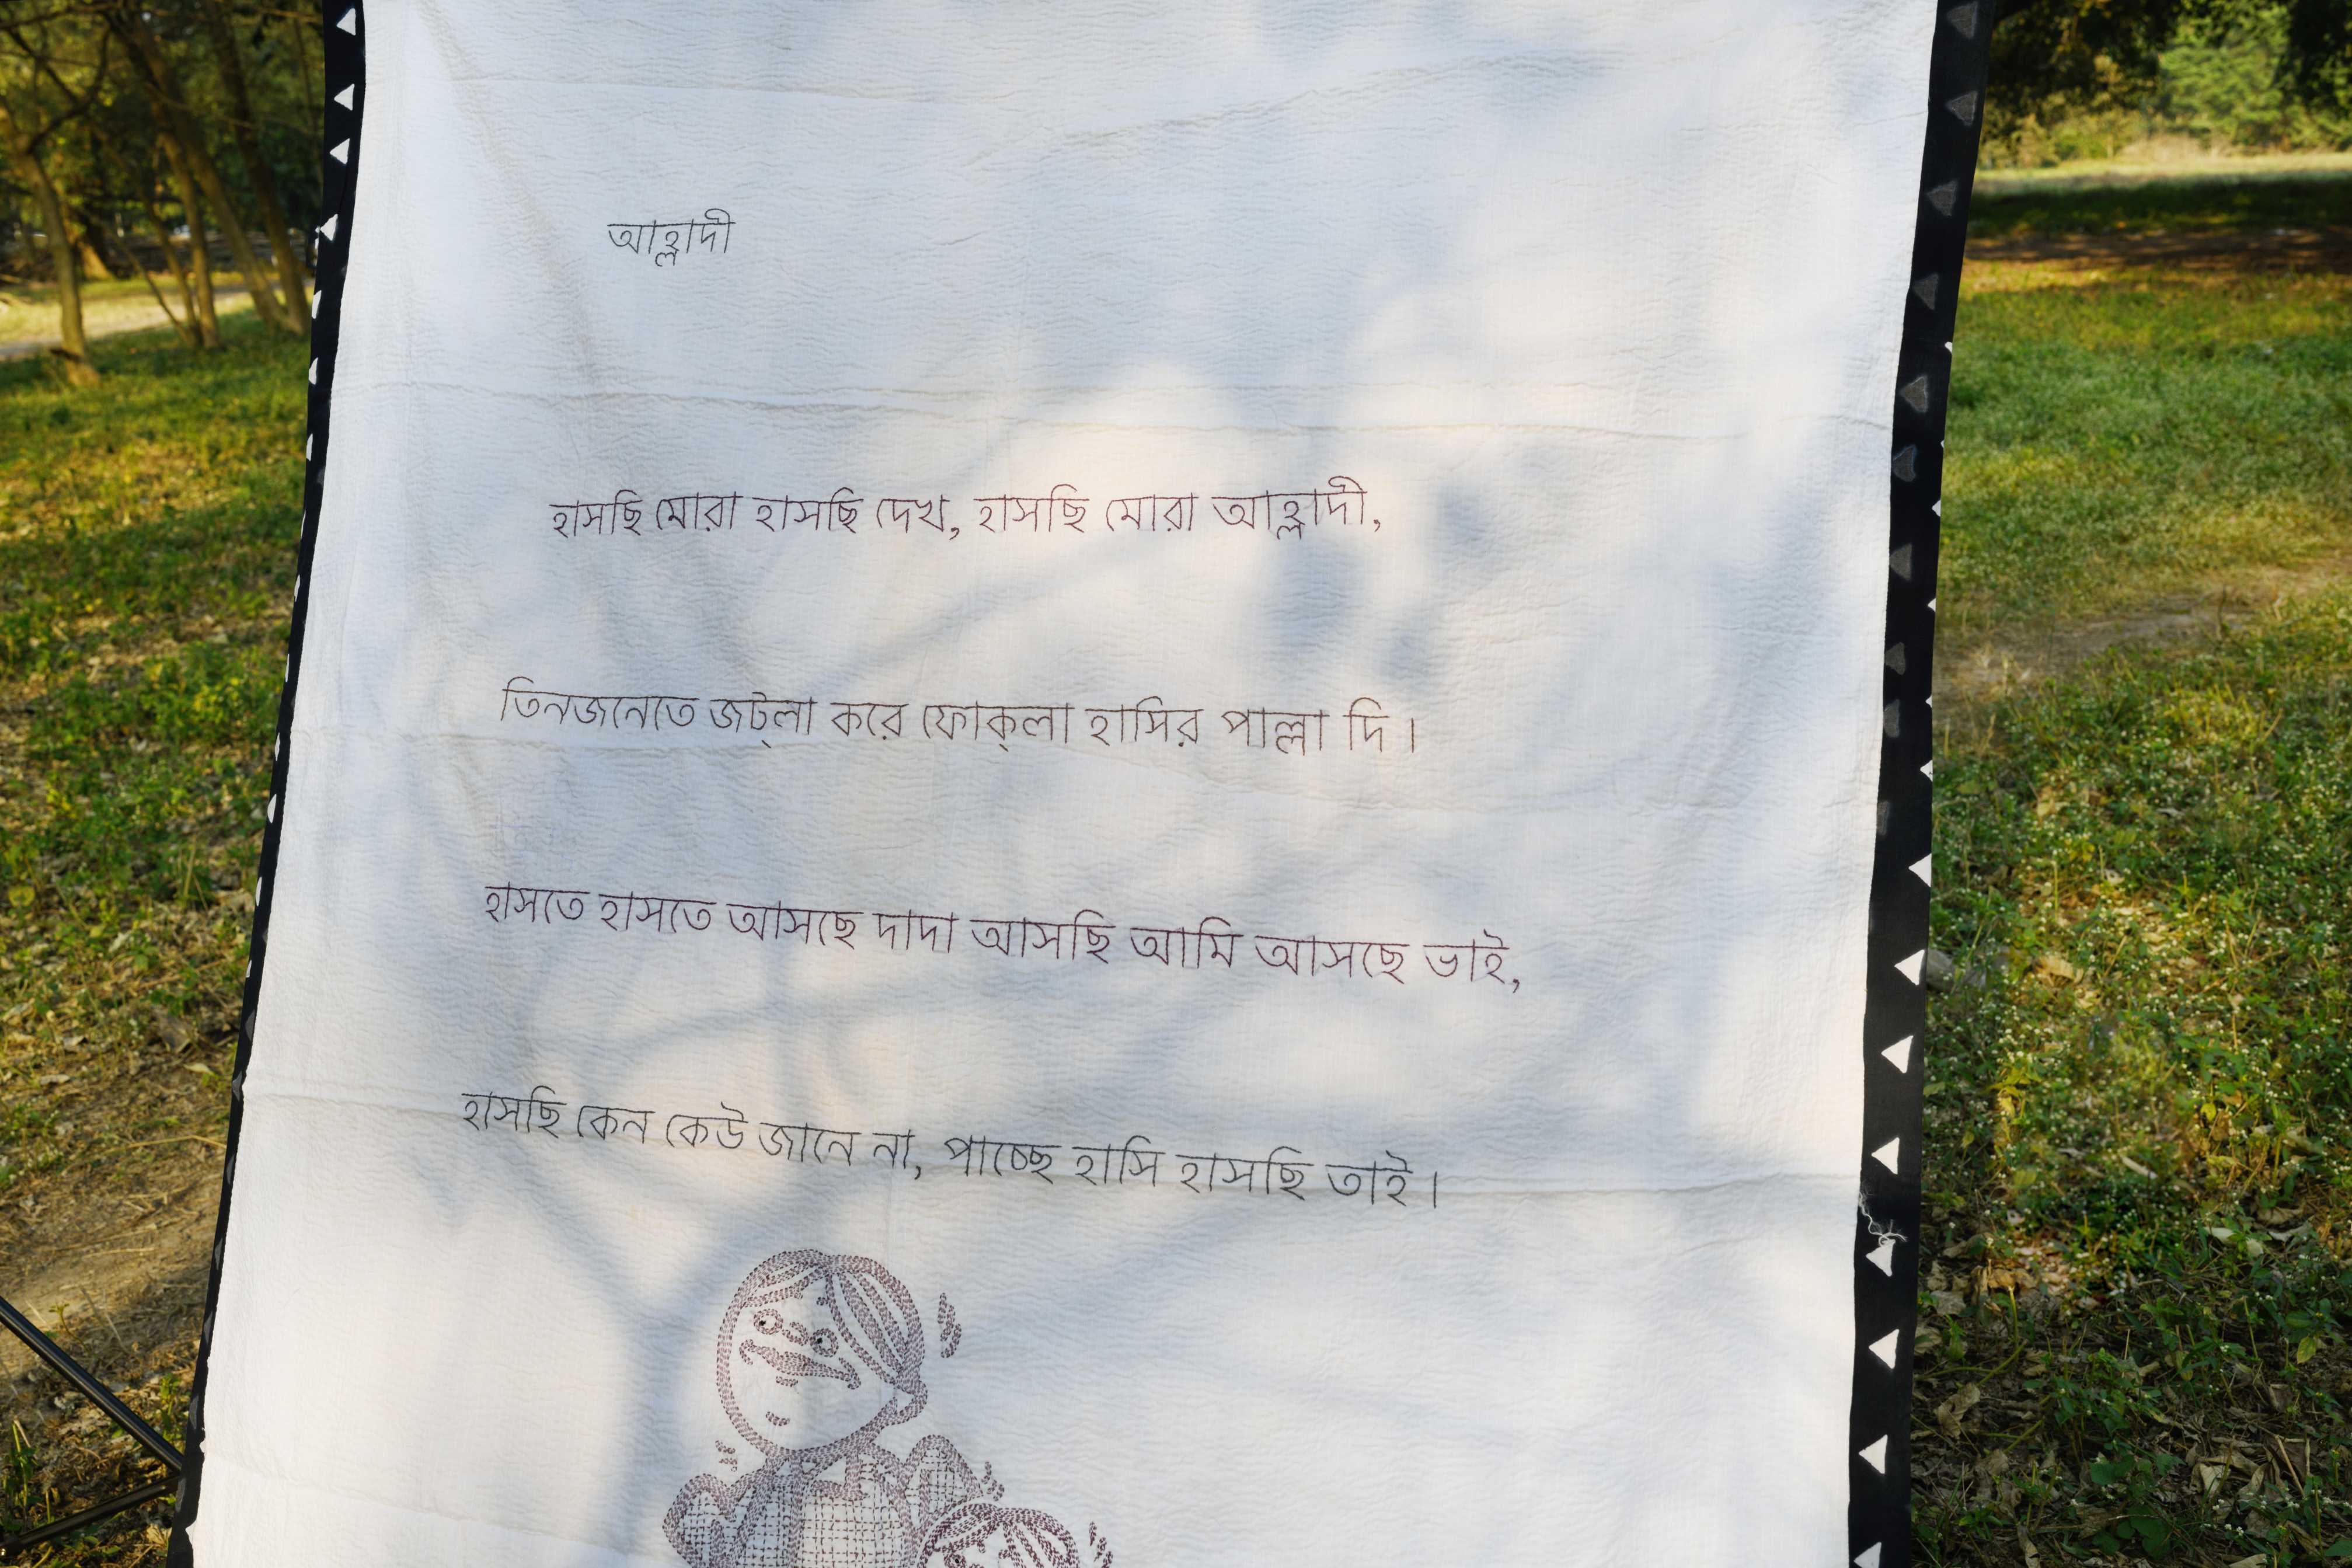 আহ্লাদী
হাসছি মোরা হাসছি দেখ, হাসছি মোরা আহ্লাদী,
তিনজনেতে জট্‌লা করে ফোক্‌লা হাসির পাল্লা দি।
হাসতে হাসতে আসছে দাদা আসছি আমি আসছে ভাই,
হাসছি কেন কেউ জানে না, পাচ্ছে হাসি হাসছি তাই।